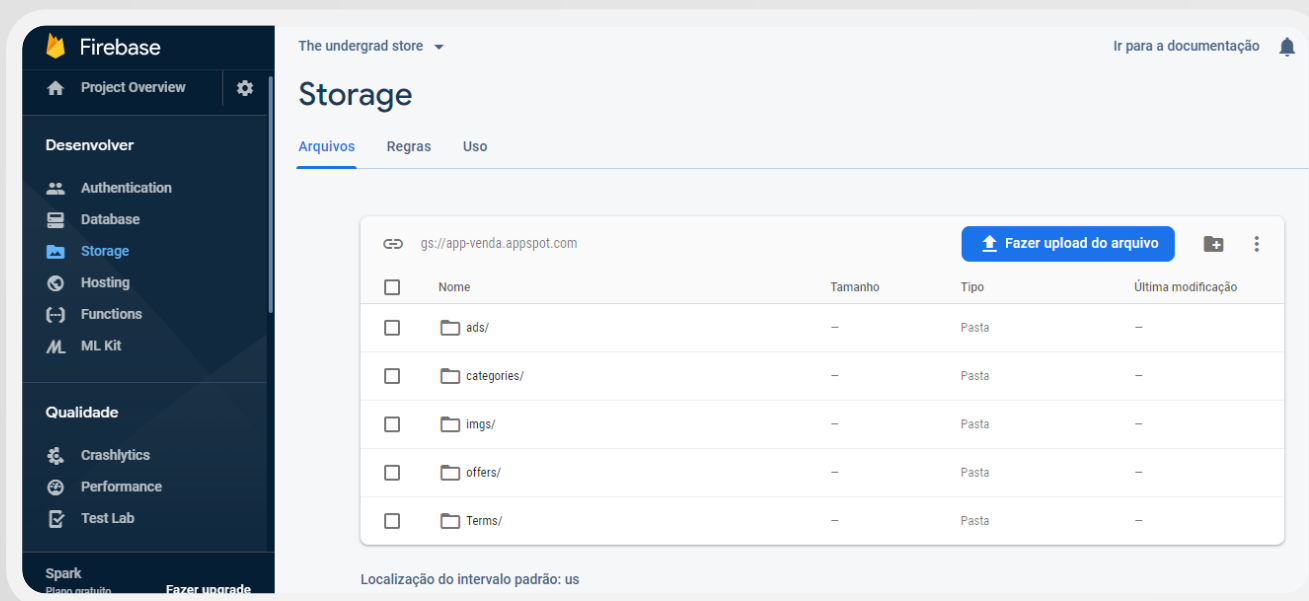 Firebase
Project Overview
Desenvolver
Authentication
Database
Storage
Hosting
Functions
ML Kit
Qualidade
Crashlytics
Performance
Test Lab
Spark
Plano gratuito Fazer upgrade
The undergrad store
Ir para a documentação
Storage
Arquivos Regras Uso
gs://app-venda.appspot.com
Fazer upload do arquivo
Nome Tamanho Tipo Última modificação
ads/ – Pasta –
categories/ – Pasta –
imgs/ – Pasta –
offers/ – Pasta –
Terms/ – Pasta –
Localização do intervalo padrão: us